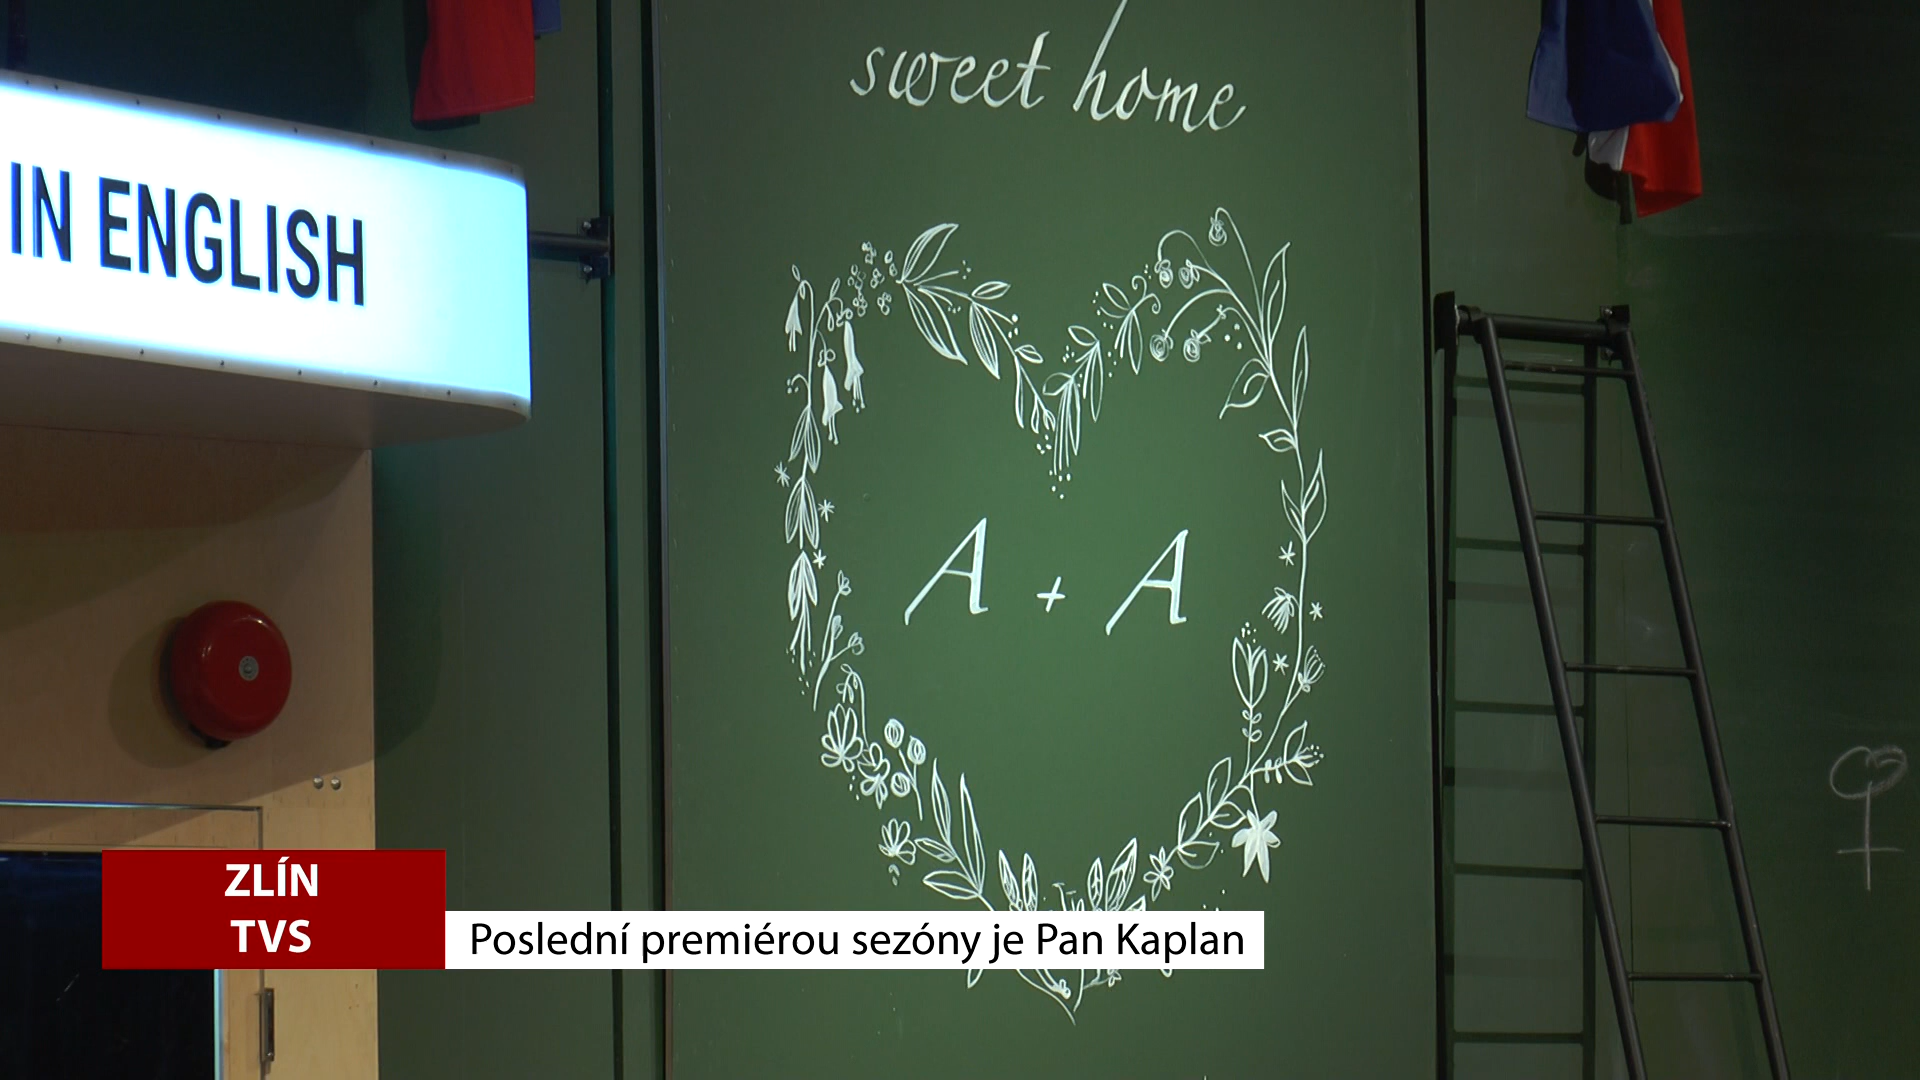 sweet home
IN ENGLISH
A + A
ZLÍN
TVS
Poslední premiérou sezóny je Pan Kaplan